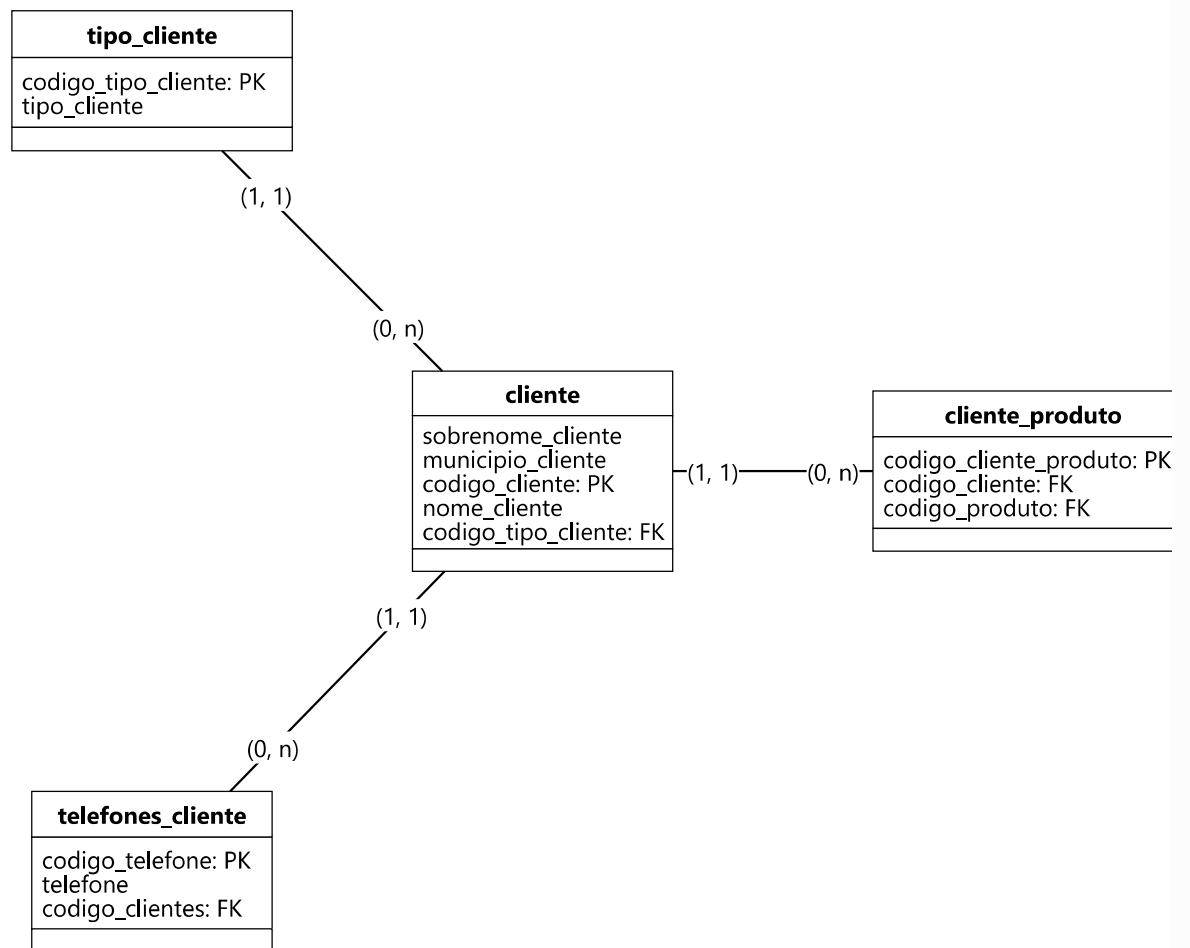 tipo_cliente
codigo_tipo_cliente: PK
tipo_cliente
(1, 1)
(0, n)
cliente
sobrenome_cliente
municipio_cliente
codigo_cliente: PK
nome_cliente
codigo_tipo_cliente: FK
(1, 1)
(0, n)
cliente_produto
codigo_cliente_produto: PK
codigo_cliente: FK
codigo_produto: FK
(1, 1)
(0, n)
telefones_cliente
codigo_telefone: PK
telefone
codigo_clientes: FK